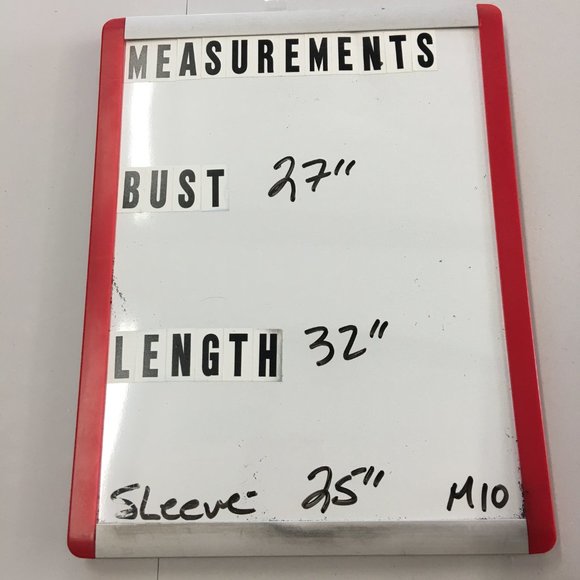 MEASUREMENTS
BUST 27"
LENGTH 32"
Sleeve- 25" M10